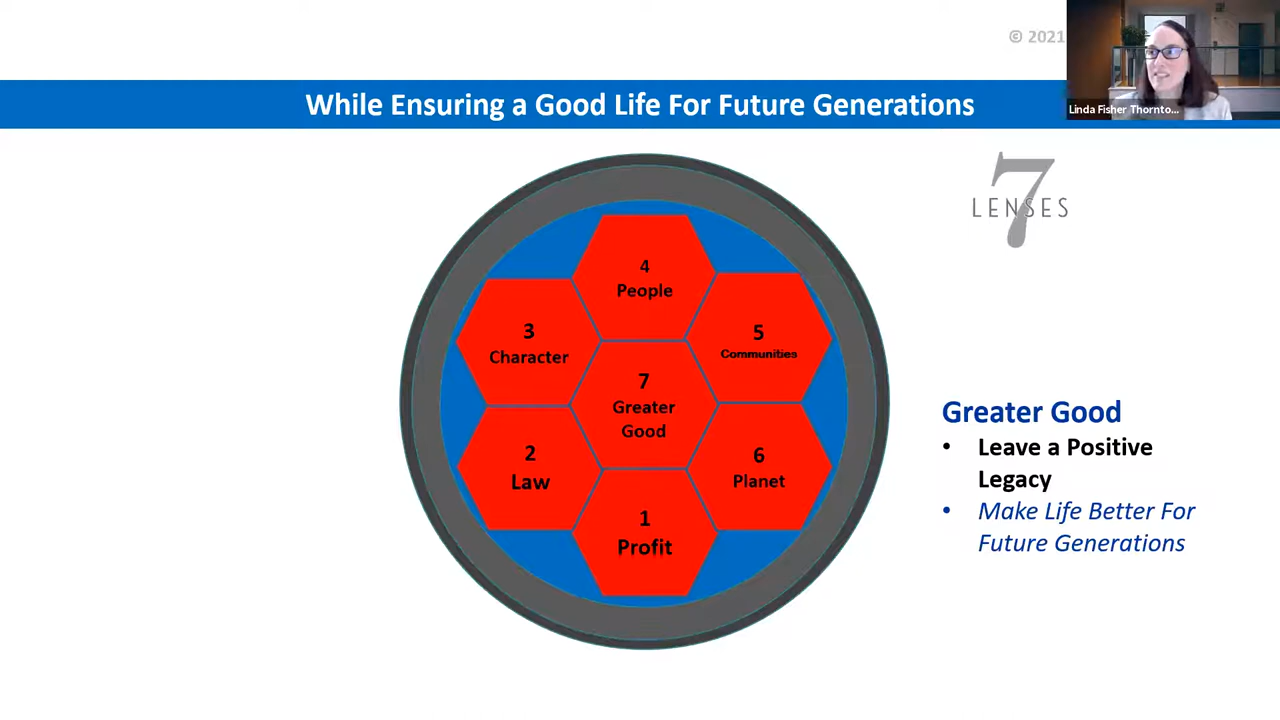 © 2021
Linda Fisher Thornto...
While Ensuring a Good Life For Future Generations
7
LENSES
4
People
3
Character
5
Communities
7
Greater
Good
2
Law
6
Planet
1
Profit
Greater Good
• Leave a Positive
Legacy
• Make Life Better For
Future Generations